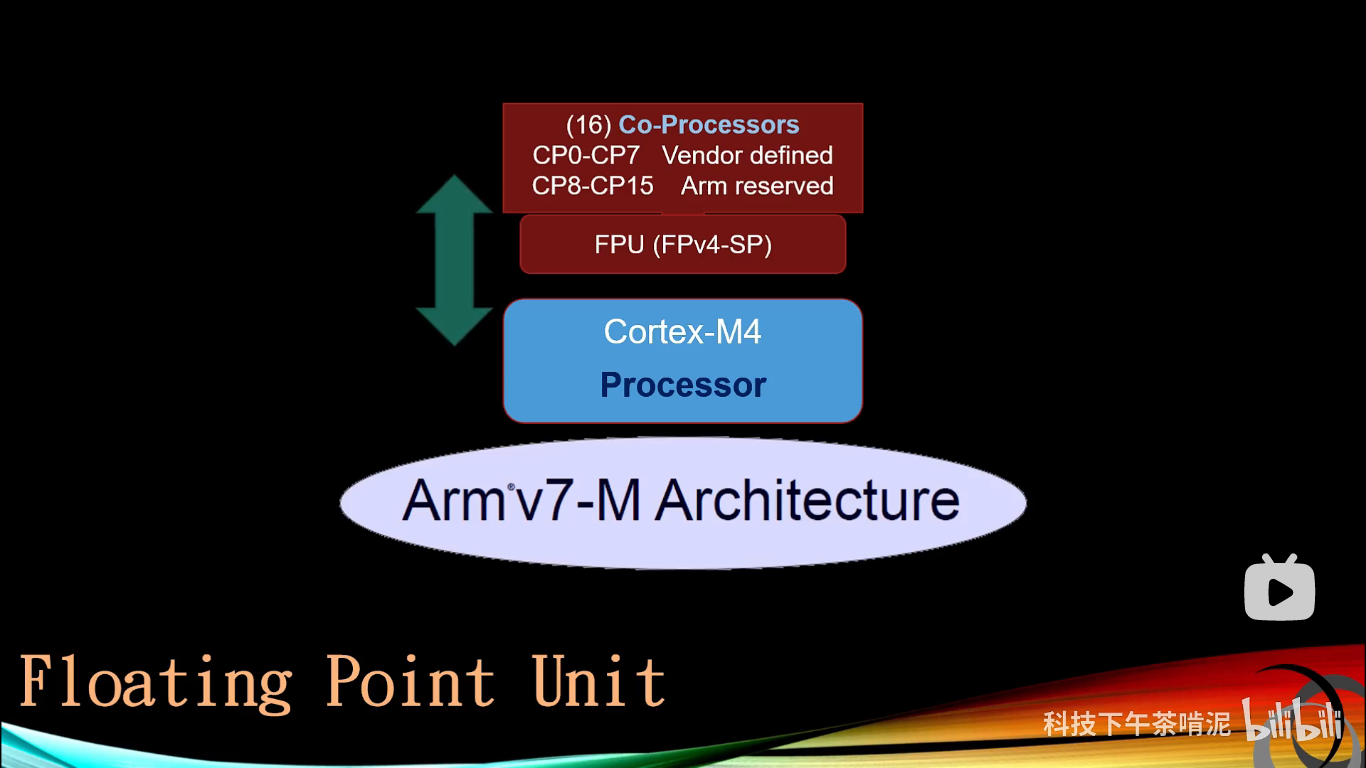 (16) Co-Processors
CP0-CP7 Vendor defined
CP8-CP15 Arm reserved
FPU (FPv4-SP)
Cortex-M4
Processor
Arm®v7-M Architecture
Floating Point Unit
科技下午茶啃泥 bilibili